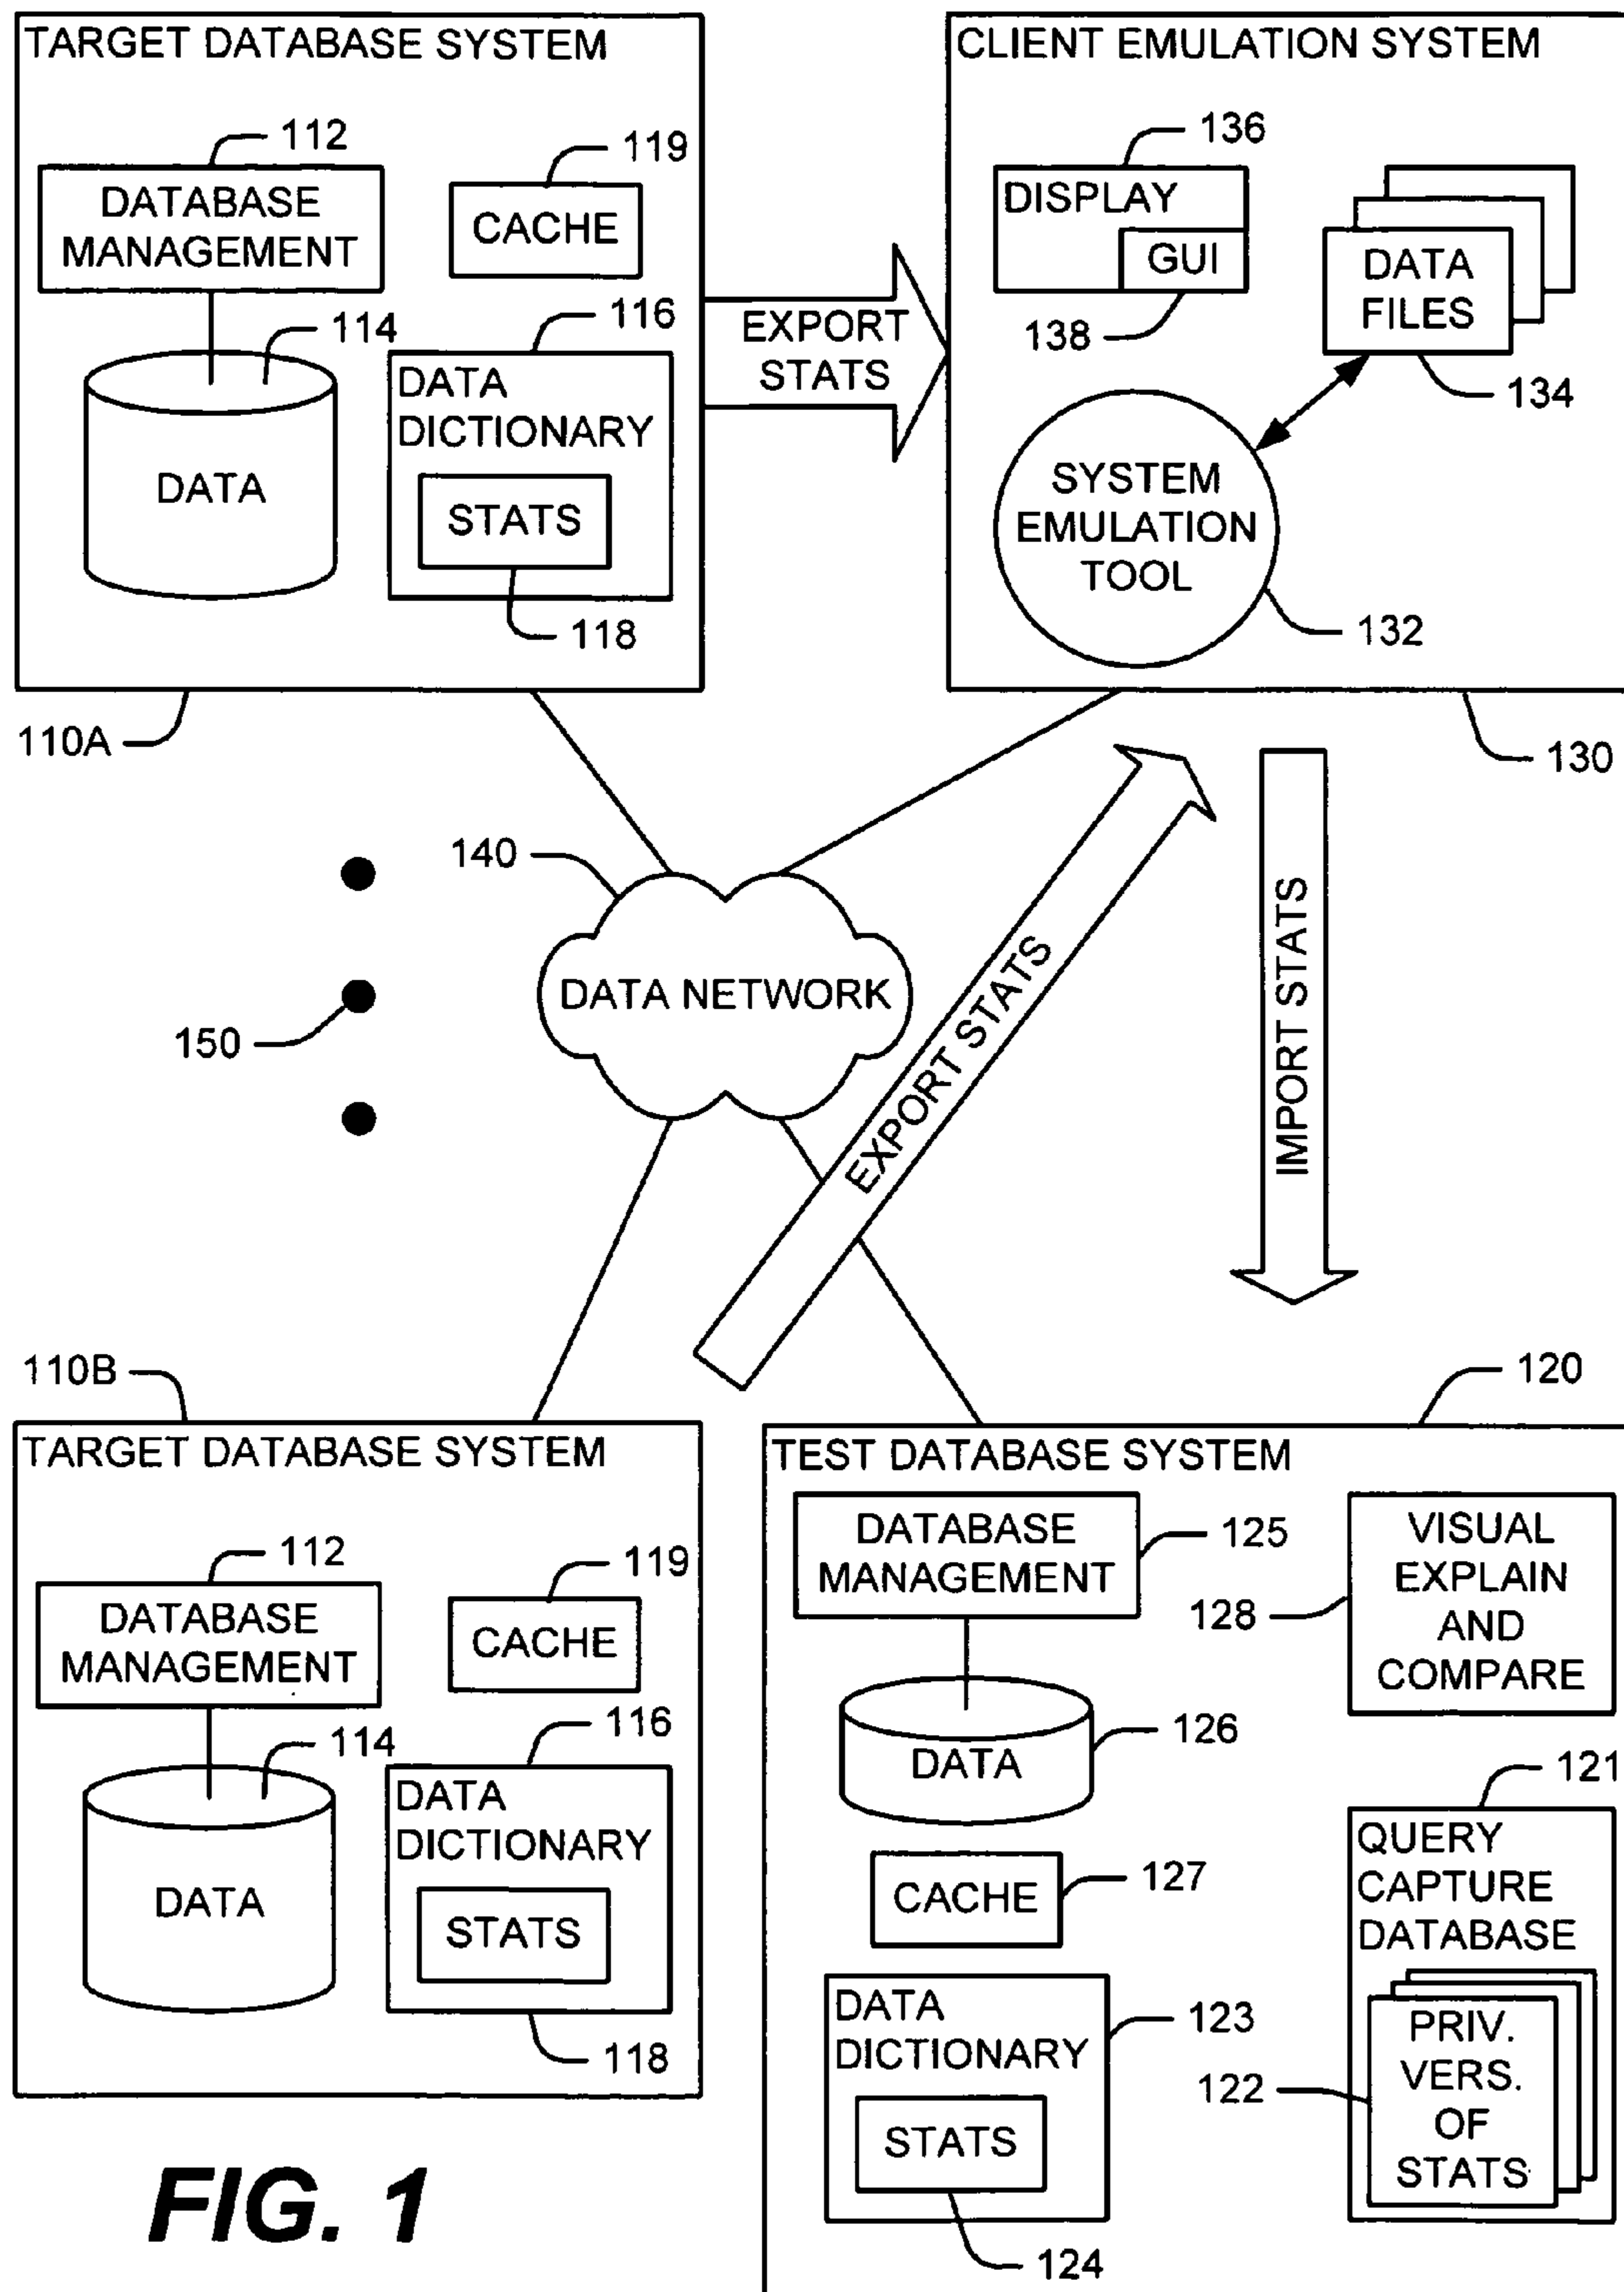 TARGET DATABASE SYSTEM
112
119
DATABASE
MANAGEMENT
CACHE
114
116
DATA
DICTIONARY
DATA
STATS
118
110A
EXPORT
STATS
CLIENT EMULATION SYSTEM
136
DISPLAY
GUI
138
DATA
FILES
134
SYSTEM
EMULATION
TOOL
132
130
140
DATA NETWORK
150
EXPORT STATS
IMPORT STATS
110B
TARGET DATABASE SYSTEM
112
119
DATABASE
MANAGEMENT
CACHE
114
116
DATA
DICTIONARY
DATA
STATS
118
120
TEST DATABASE SYSTEM
DATABASE
MANAGEMENT
125
VISUAL
EXPLAIN
AND
COMPARE
128
DATA
126
121
QUERY
CAPTURE
DATABASE
CACHE
127
DATA
DICTIONARY
123
PRIV.
VERS.
OF
STATS
122
STATS
124
FIG. 1